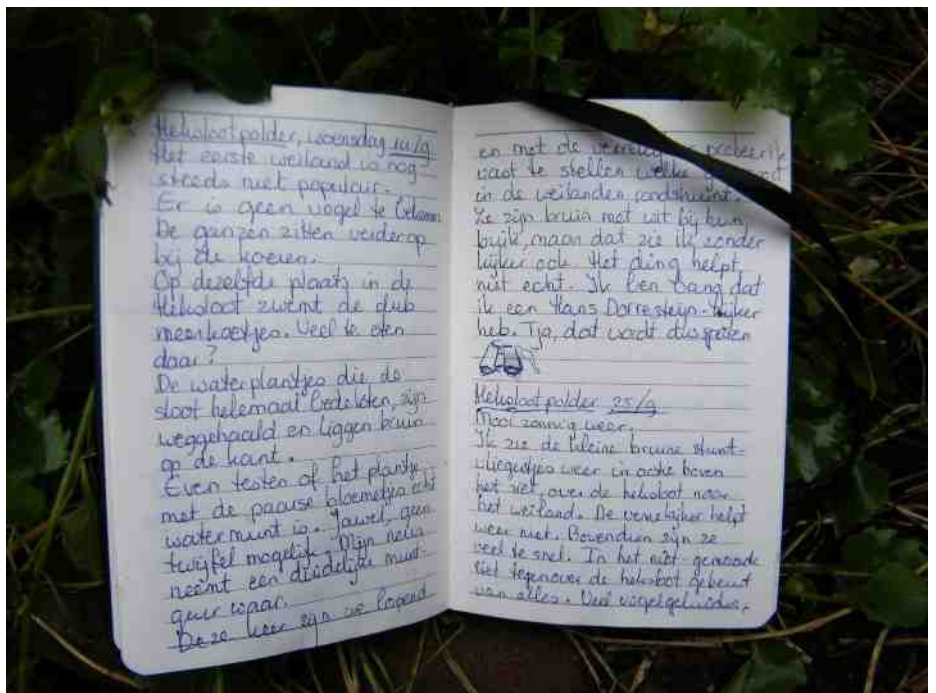 Hekslootpolder, woensdag 10/9
Het eerste weiland is nog
steeds niet populair.
Er is geen vogel te bekennen
De ganzen zitten verderop
bij de koeien.
Op dezelfde plaats in de
Heksloot zwemt de club
meerkoetjes. Veel te eten
daar?
De waterplantjes die de
sloot helemaal bedekten, zijn
weggehaald en liggen bruin
op de kant.
Even testen of het plantje
met de paarse bloemetjes echt
watermunt is. Jawel, geen
twijfel mogelijk. Mijn neus
neemt een duidelijke munt-
geur waar.
Deze keer zijn ze lopend
en met de probeer ik
vast te stellen welke
in de weilanden rondstruint.
Ze zijn bruin met wit bij hun
buik, maar dat zie ik zonder
kijker ook. Het ding helpt
niet echt. Ik ben bang dat
ik een Hans Dorresteijn-kijker
heb. Tja, dat wordt dus sparen
Hekslootpolder 25/9
Mooi zonnig weer.
Ik zie de kleine bruine stunt-
vliegertjes weer in actie boven
het riet over de heksloot naar
het weiland. De verrekijker helpt
weer niet. Bovendien zijn ze
veel te snel. In het niet-gemaaide
riet tegenover de heksloot gebeurt
van alles. Veel vogelgeluiden,